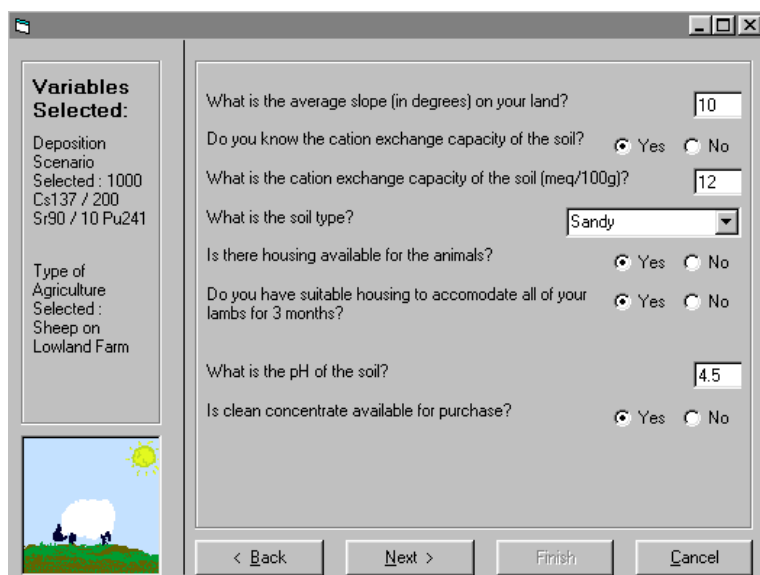 Variables
Selected:
Deposition
Scenario
Selected : 1000
Cs137 / 200
Sr90 / 10 Pu241
Type of
Agriculture
Selected :
Sheep on
Lowland Farm
What is the average slope (in degrees) on your land? 10
Do you know the cation exchange capacity of the soil? Yes No
What is the cation exchange capacity of the soil (meq/100g)? 12
What is the soil type? Sandy
Is there housing available for the animals? Yes No
Do you have suitable housing to accomodate all of your
lambs for 3 months? Yes No
What is the pH of the soil? 4.5
Is clean concentrate available for purchase? Yes No
< Back Next > Finish Cancel